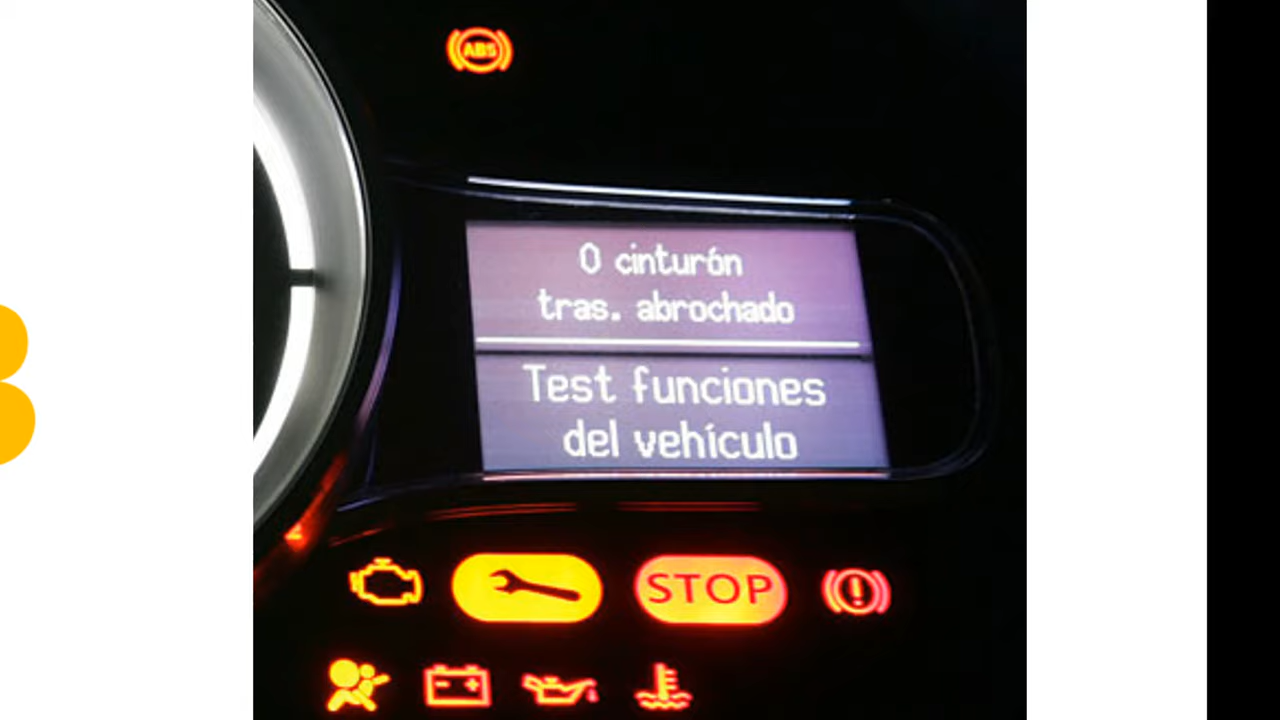 ABS
0 cinturón
tras. abrochado
Test funciones
del vehículo
STOP